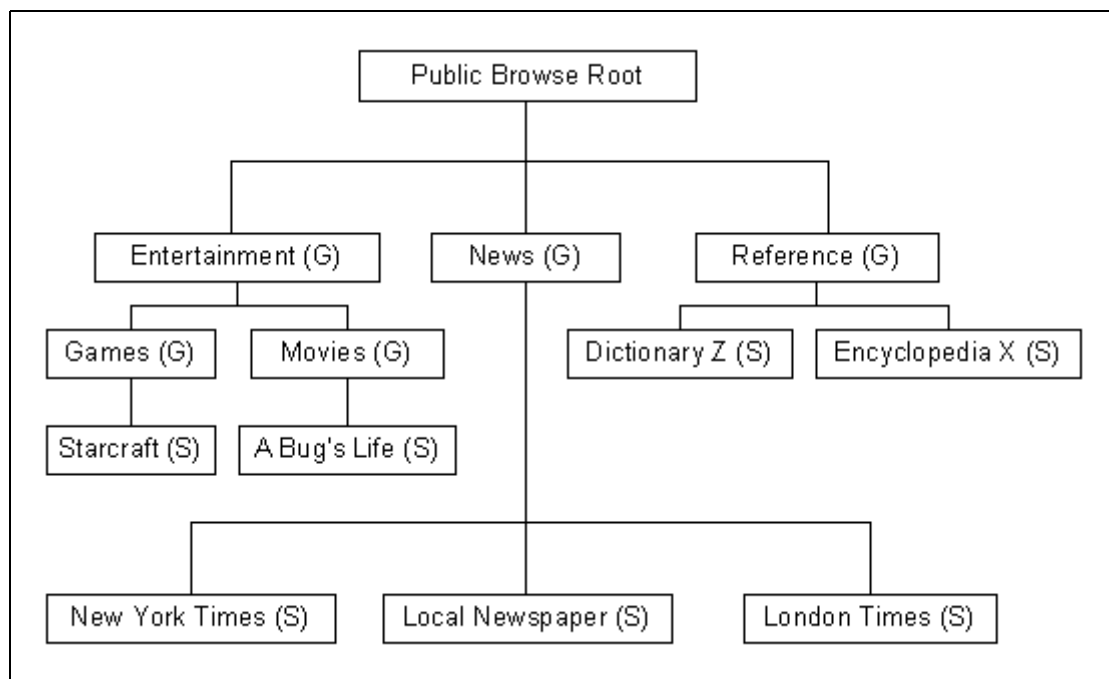 Public Browse Root
Entertainment (G)
News (G)
Reference (G)
Games (G)
Movies (G)
Dictionary Z (S)
Encyclopedia X (S)
Starcraft (S)
A Bug's Life (S)
New York Times (S)
Local Newspaper (S)
London Times (S)